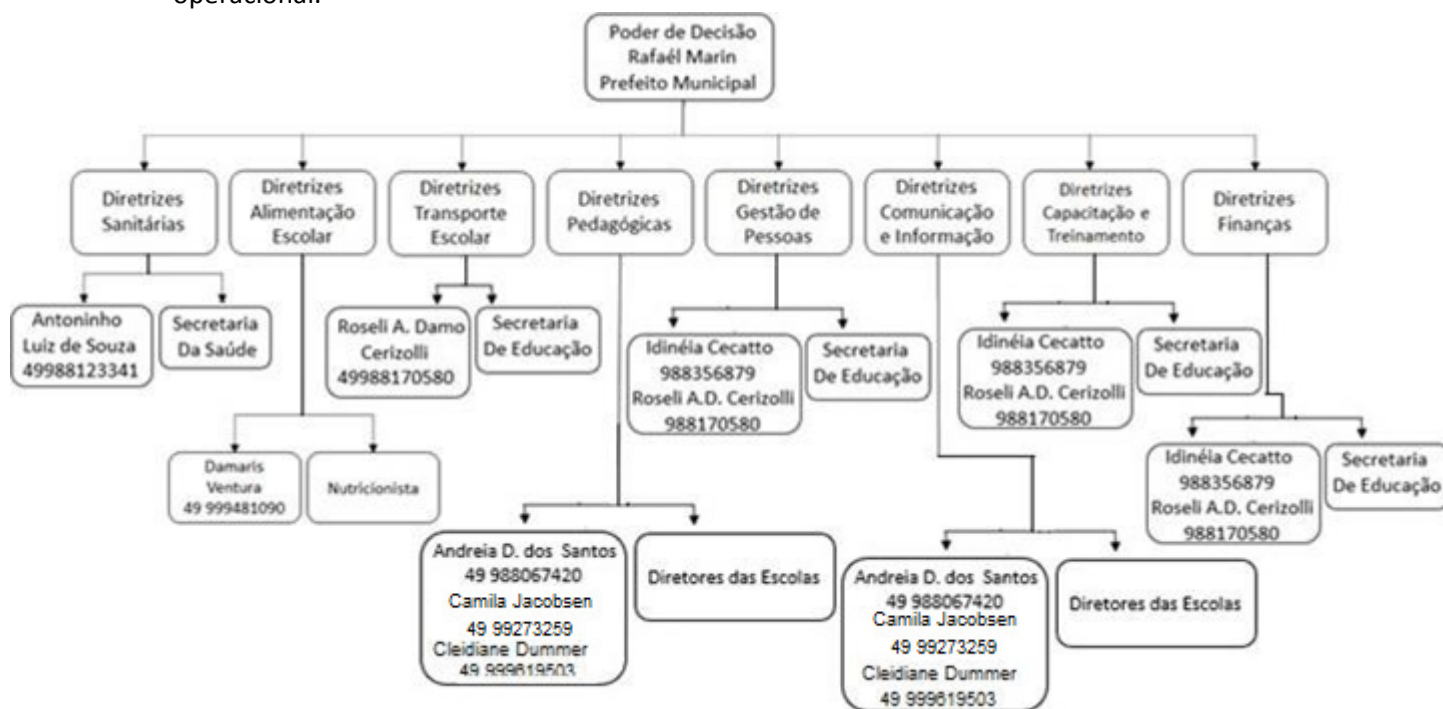 operacional.
Poder de Decisão
Rafaél Marin
Prefeito Municipal
Diretrizes
Sanitárias
Diretrizes
Alimentação
Escolar
Diretrizes
Transporte
Escolar
Diretrizes
Pedagógicas
Diretrizes
Gestão de
Pessoas
Diretrizes
Comunicação
e Informação
Diretrizes
Capacitação e
Treinamento
Diretrizes
Finanças
Antoninho
Luiz de Souza
49988123341
Secretaria
Da Saúde
Roseli A. Damo
Cerizolli
49988170580
Secretaria
De Educação
Idinéia Cecatto
988356879
Roseli A.D. Cerizolli
988170580
Secretaria
De Educação
Idinéia Cecatto
988356879
Roseli A.D. Cerizolli
988170580
Secretaria
De Educação
Idinéia Cecatto
988356879
Roseli A.D. Cerizolli
988170580
Secretaria
De Educação
Damaris
Ventura
49 999481090
Nutricionista
Andreia D. dos Santos
49 988067420
Camila Jacobsen
49 99273259
Cleidiane Dummer
49 999619503
Diretores das Escolas
Andreia D. dos Santos
49 988067420
Camila Jacobsen
49 99273259
Cleidiane Dummer
49 999619503
Diretores das Escolas